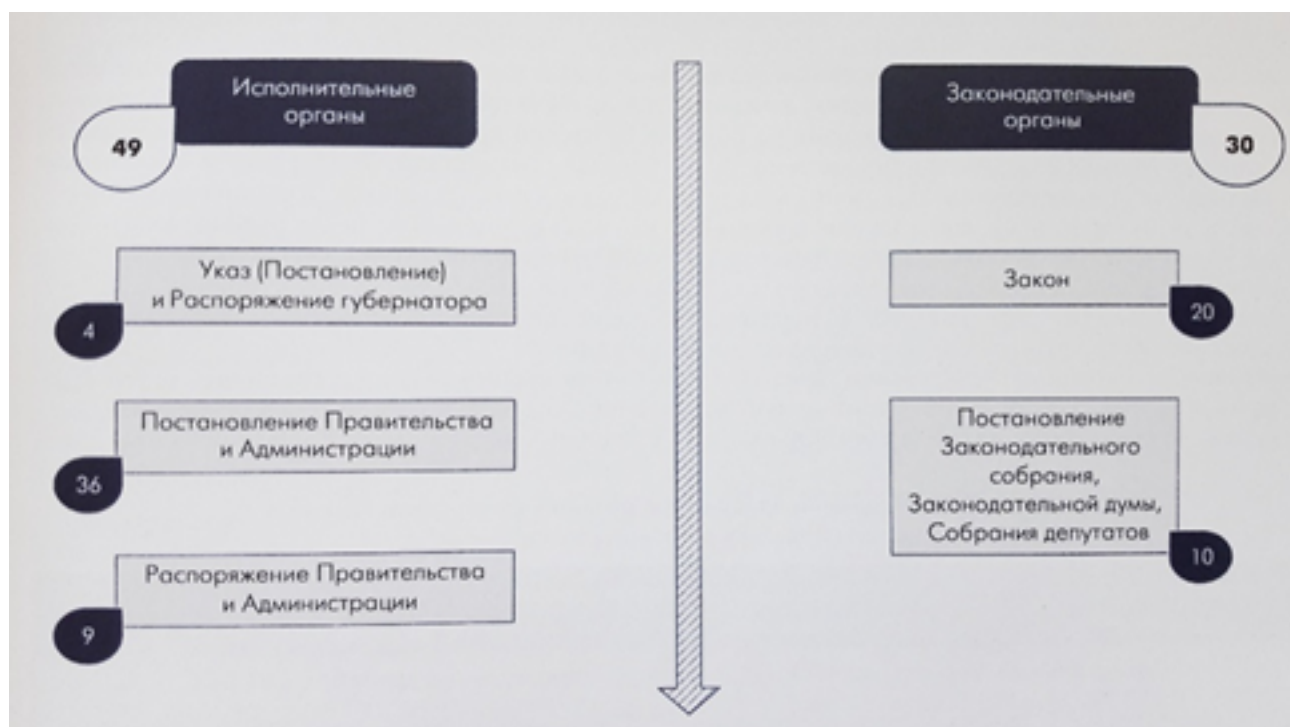 Исполнительные
органы
49
Законодательные
органы
30
Указ (Постановление)
и Распоряжение губернатора
4
Закон
20
Постановление Правительства
и Администрации
36
Постановление
Законодательного
собрания,
Законодательной думы,
Собрания депутатов
10
Распоряжение Правительства
и Администрации
9